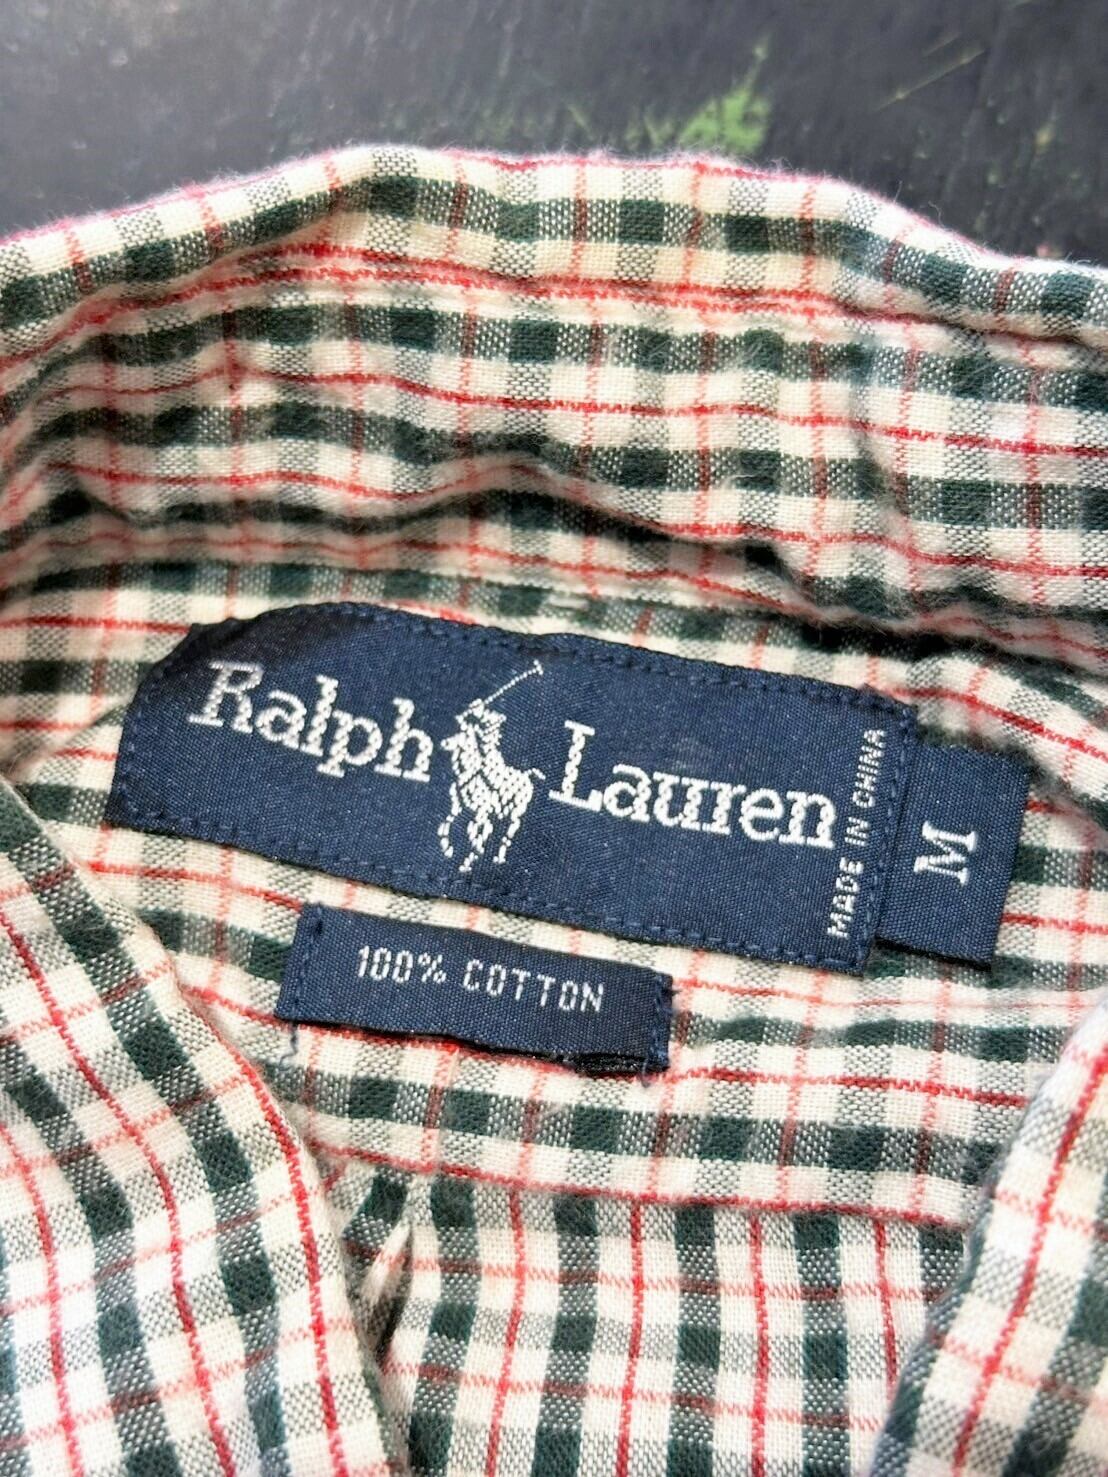 Ralph Lauren
MADE IN CHINA
M
100% COTTON